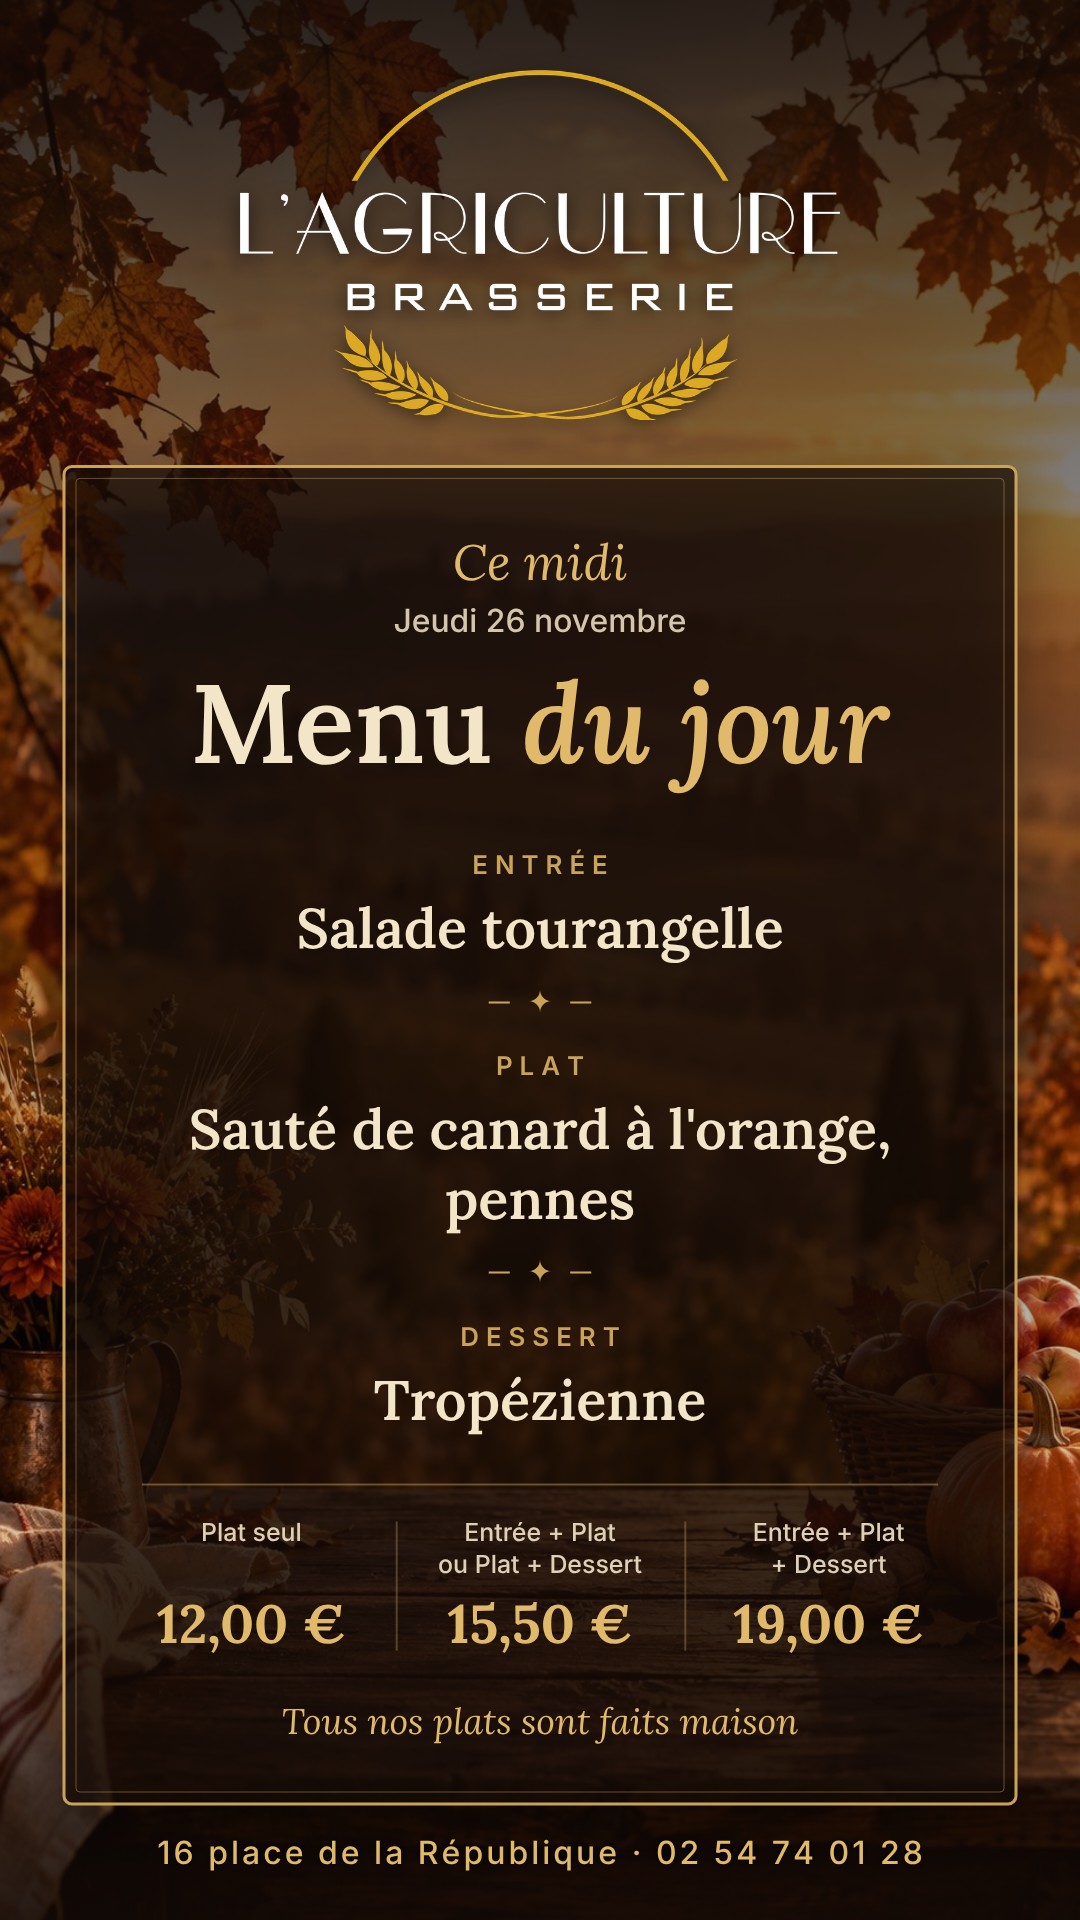 L'AGRICULTURE
BRASSERIE
Ce midi
Jeudi 26 novembre
Menu du jour
ENTRÉE
Salade tourangelle
PLAT
Sauté de canard à l'orange,
pennes
DESSERT
Tropézienne
Plat seul
12,00 €
Entrée + Plat
ou Plat + Dessert
15,50 €
Entrée + Plat
+ Dessert
19,00 €
Tous nos plats sont faits maison
16 place de la République · 02 54 74 01 28